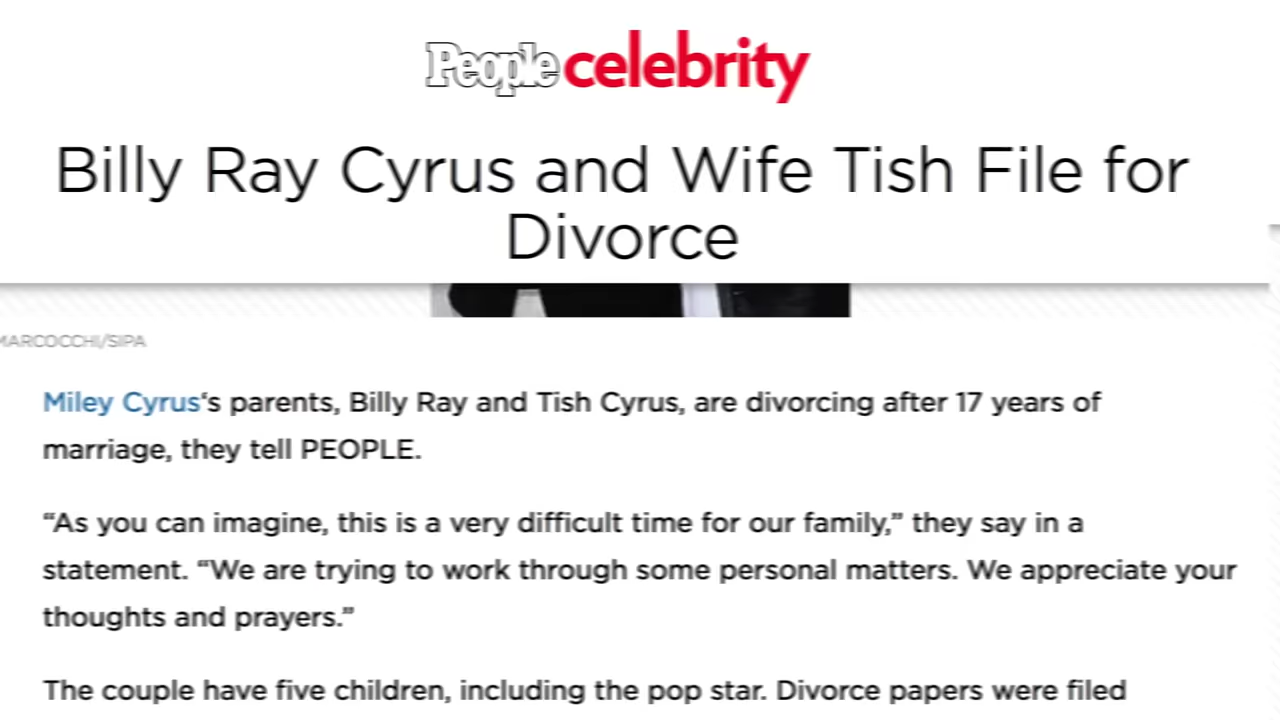 People celebrity
Billy Ray Cyrus and Wife Tish File for
Divorce
MARCOCCHI/SIPA
Miley Cyrus‘s parents, Billy Ray and Tish Cyrus, are divorcing after 17 years of
marriage, they tell PEOPLE.
“As you can imagine, this is a very difficult time for our family,” they say in a
statement. “We are trying to work through some personal matters. We appreciate your
thoughts and prayers.”
The couple have five children, including the pop star. Divorce papers were filed